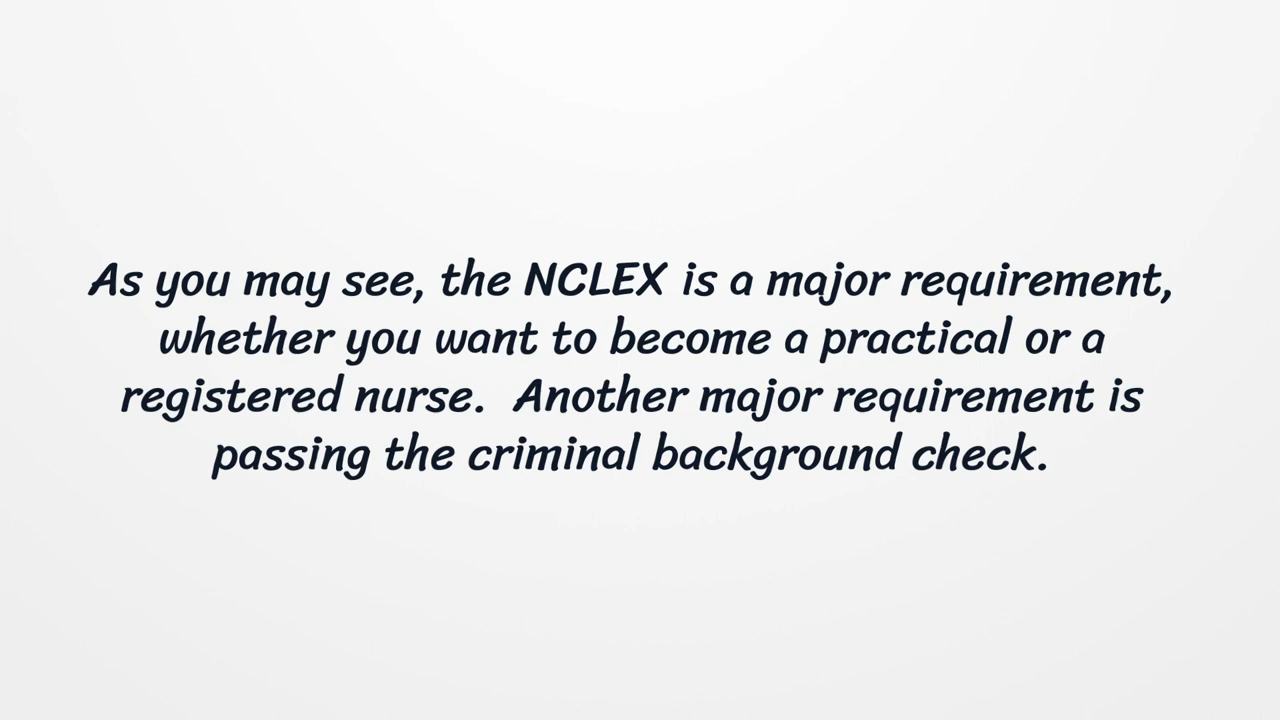 As you may see, the NCLEX is a major requirement,
whether you want to become a practical or a
registered nurse.  Another major requirement is
passing the criminal background check.